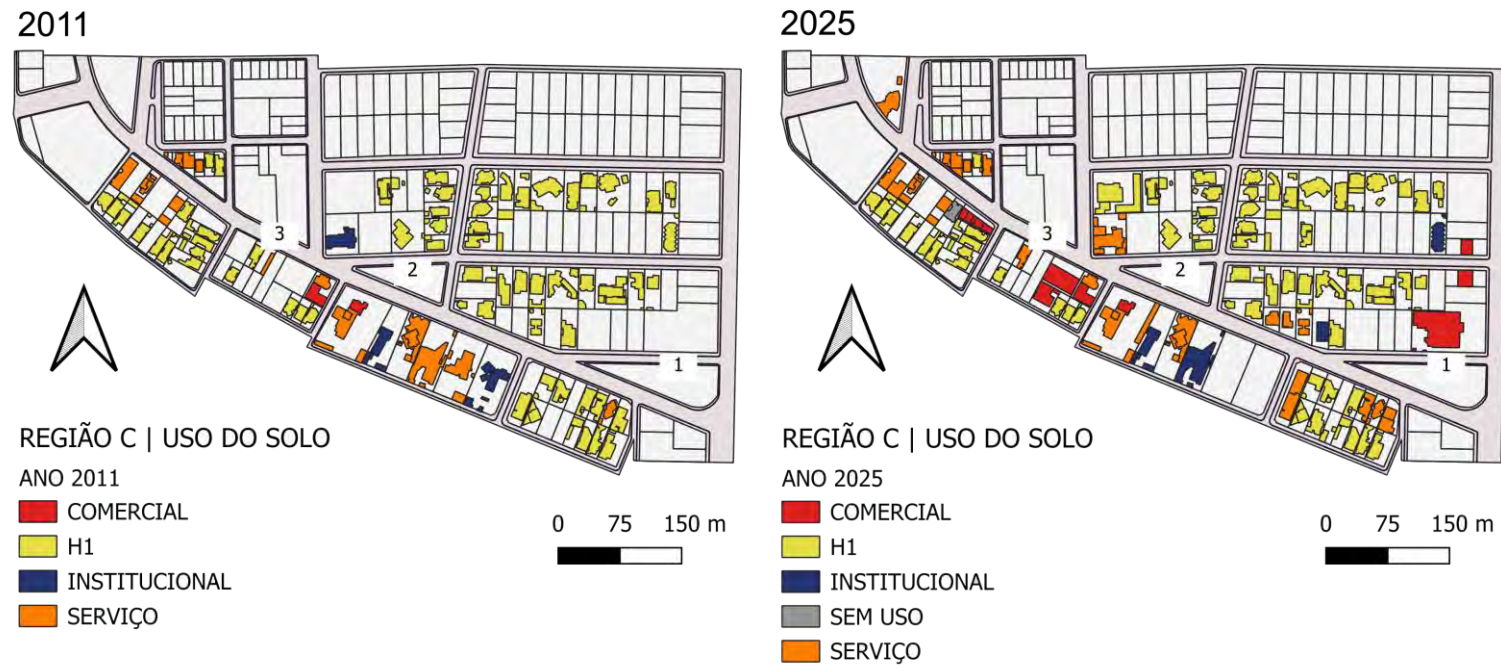 2011
3
2
1
REGIÃO C | USO DO SOLO
ANO 2011
COMERCIAL
H1
INSTITUCIONAL
SERVIÇO
0 75 150 m
2025
3
2
1
REGIÃO C | USO DO SOLO
ANO 2025
COMERCIAL
H1
INSTITUCIONAL
SEM USO
SERVIÇO
0 75 150 m